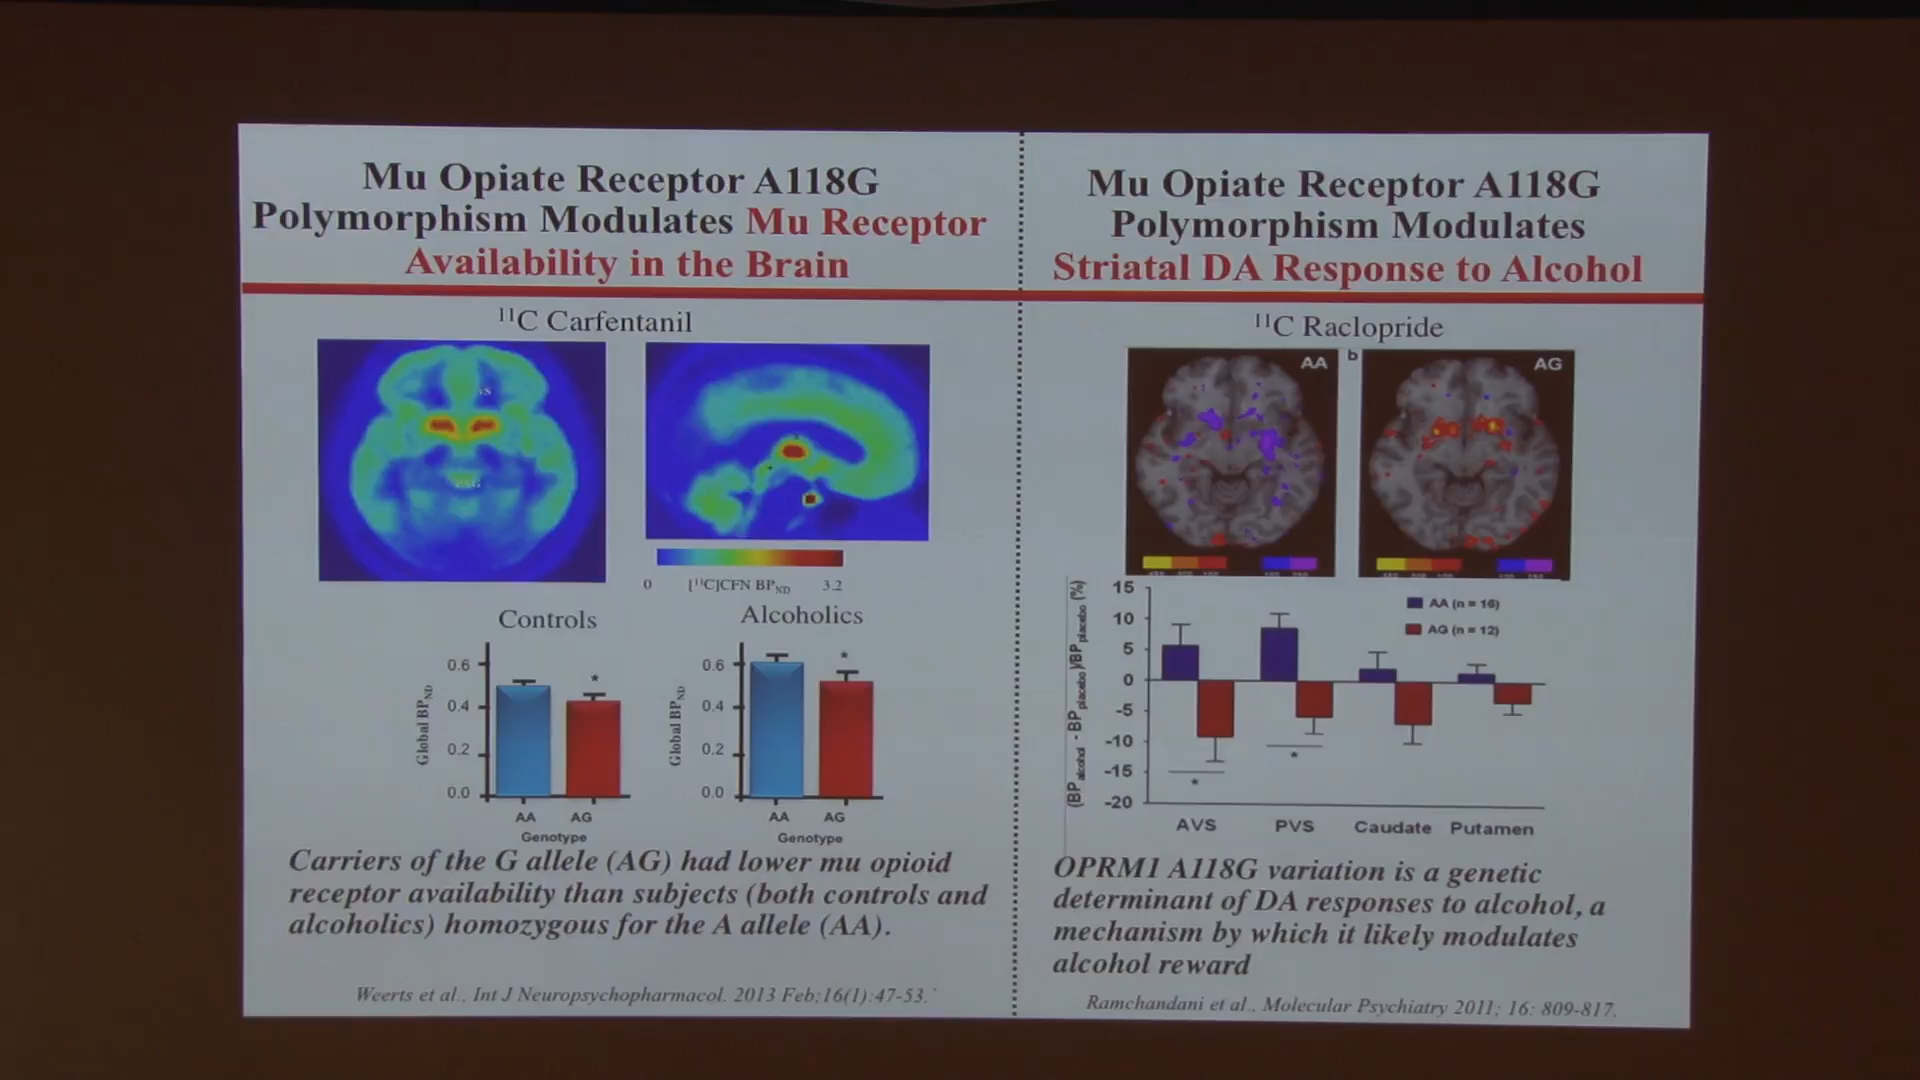 Mu Opiate Receptor A118G
Polymorphism Modulates Mu Receptor
Availability in the Brain
¹¹C Carfentanil
0
[¹¹C]CFN BP_ND
3.2
Controls
Global BP_ND
0.6
0.4
0.2
0.0
*
AA
AG
Genotype
Alcoholics
Global BP_ND
0.6
0.4
0.2
0.0
*
AA
AG
Genotype
Carriers of the G allele (AG) had lower mu opioid
receptor availability than subjects (both controls and
alcoholics) homozygous for the A allele (AA).
Weerts et al., Int J Neuropsychopharmacol. 2013 Feb;16(1):47-53.
Mu Opiate Receptor A118G
Polymorphism Modulates
Striatal DA Response to Alcohol
¹¹C Raclopride
AA
b
AG
(BP_alcohol - BP_placebo)/BP_placebo (%)
15
10
5
0
-5
-10
-15
-20
AA (n = 16)
AG (n = 12)
*
*
AVS
PVS
Caudate
Putamen
OPRM1 A118G variation is a genetic
determinant of DA responses to alcohol, a
mechanism by which it likely modulates
alcohol reward
Ramchandani et al., Molecular Psychiatry 2011; 16: 809-817.